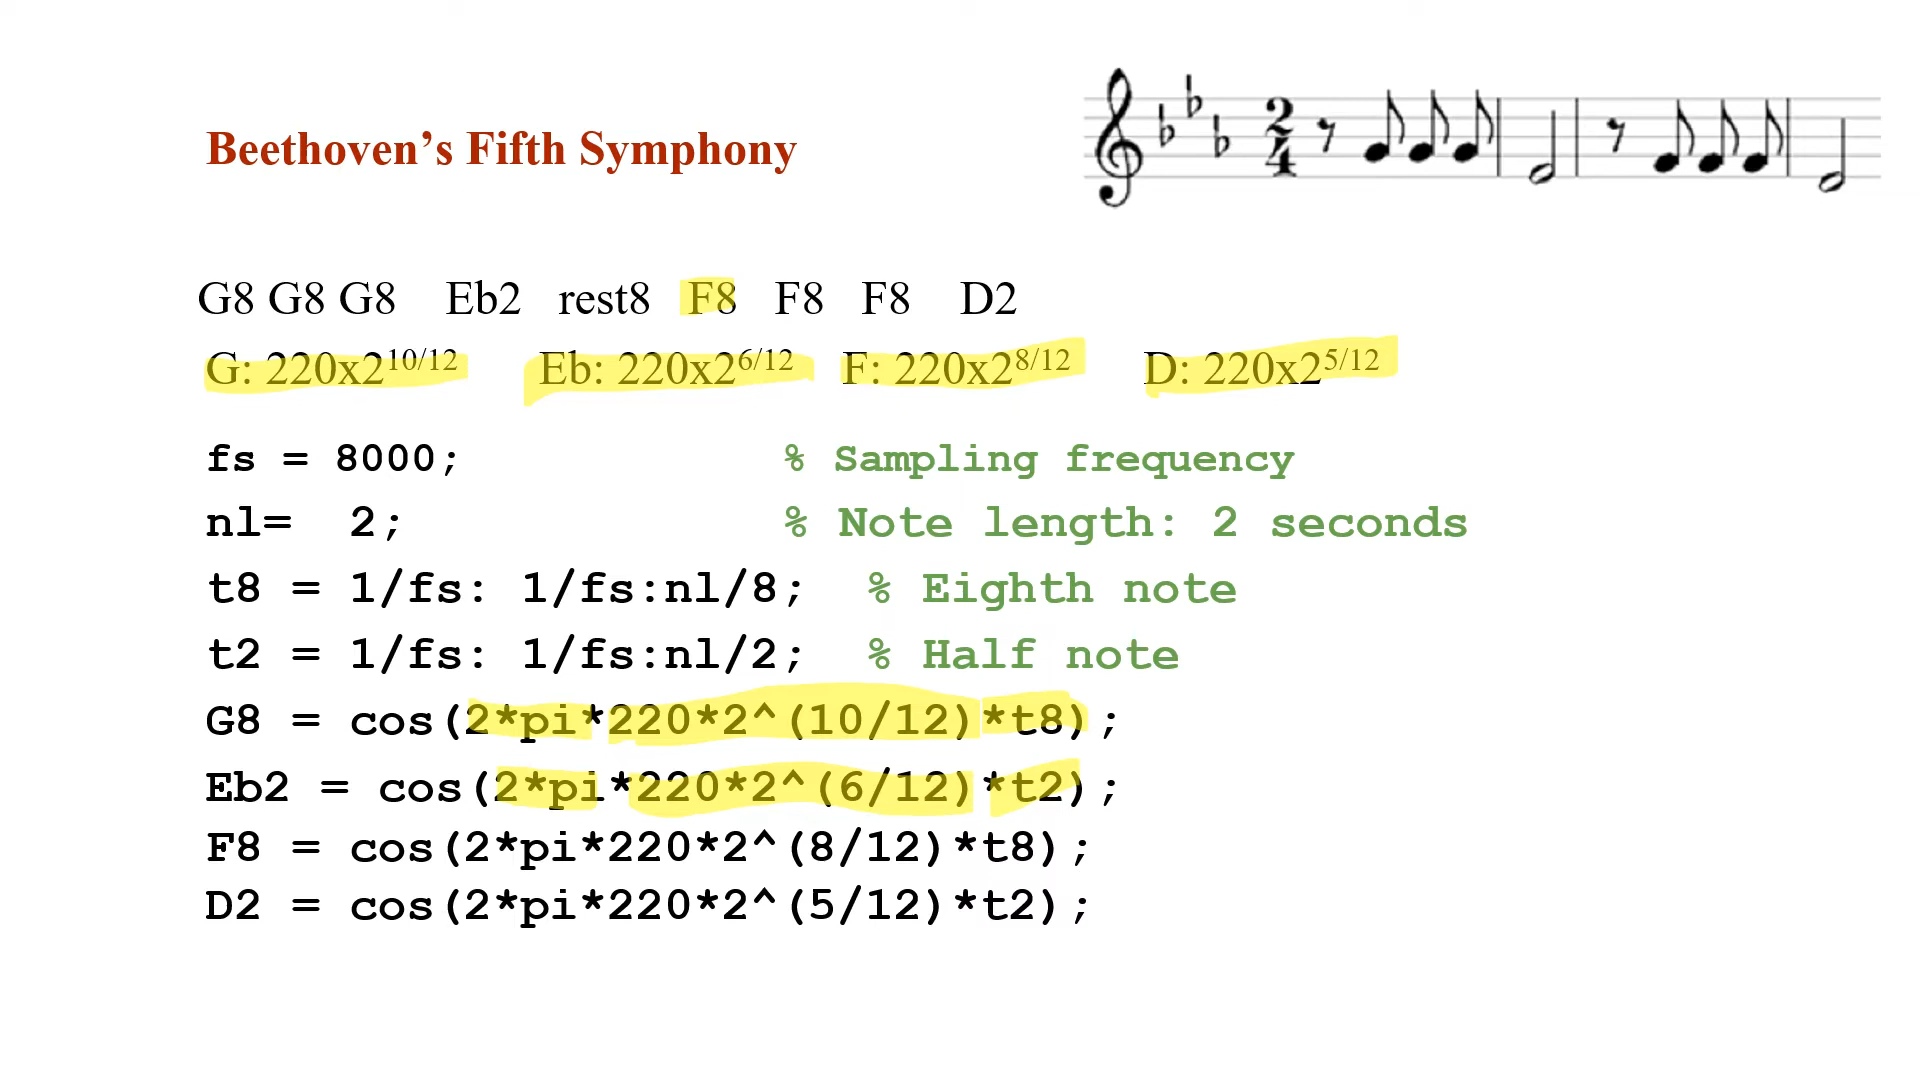 Beethoven’s Fifth Symphony
2
4
G8 G8 G8 Eb2 rest8 F8 F8 F8 D2
G: 220x2^10/12 Eb: 220x2^6/12 F: 220x2^8/12 D: 220x2^5/12
fs = 8000; % Sampling frequency
nl= 2; % Note length: 2 seconds
t8 = 1/fs: 1/fs:nl/8; % Eighth note
t2 = 1/fs: 1/fs:nl/2; % Half note
G8 = cos(2*pi*220*2^(10/12)*t8);
Eb2 = cos(2*pi*220*2^(6/12)*t2);
F8 = cos(2*pi*220*2^(8/12)*t8);
D2 = cos(2*pi*220*2^(5/12)*t2);